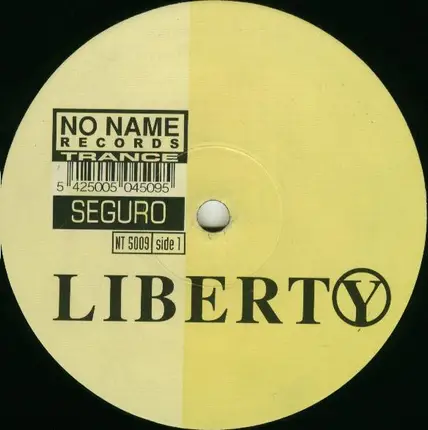 NO NAME
RECORDS
TRANCE
5 425005 045095
SEGURO
NT 5009 side 1
LIBERTY